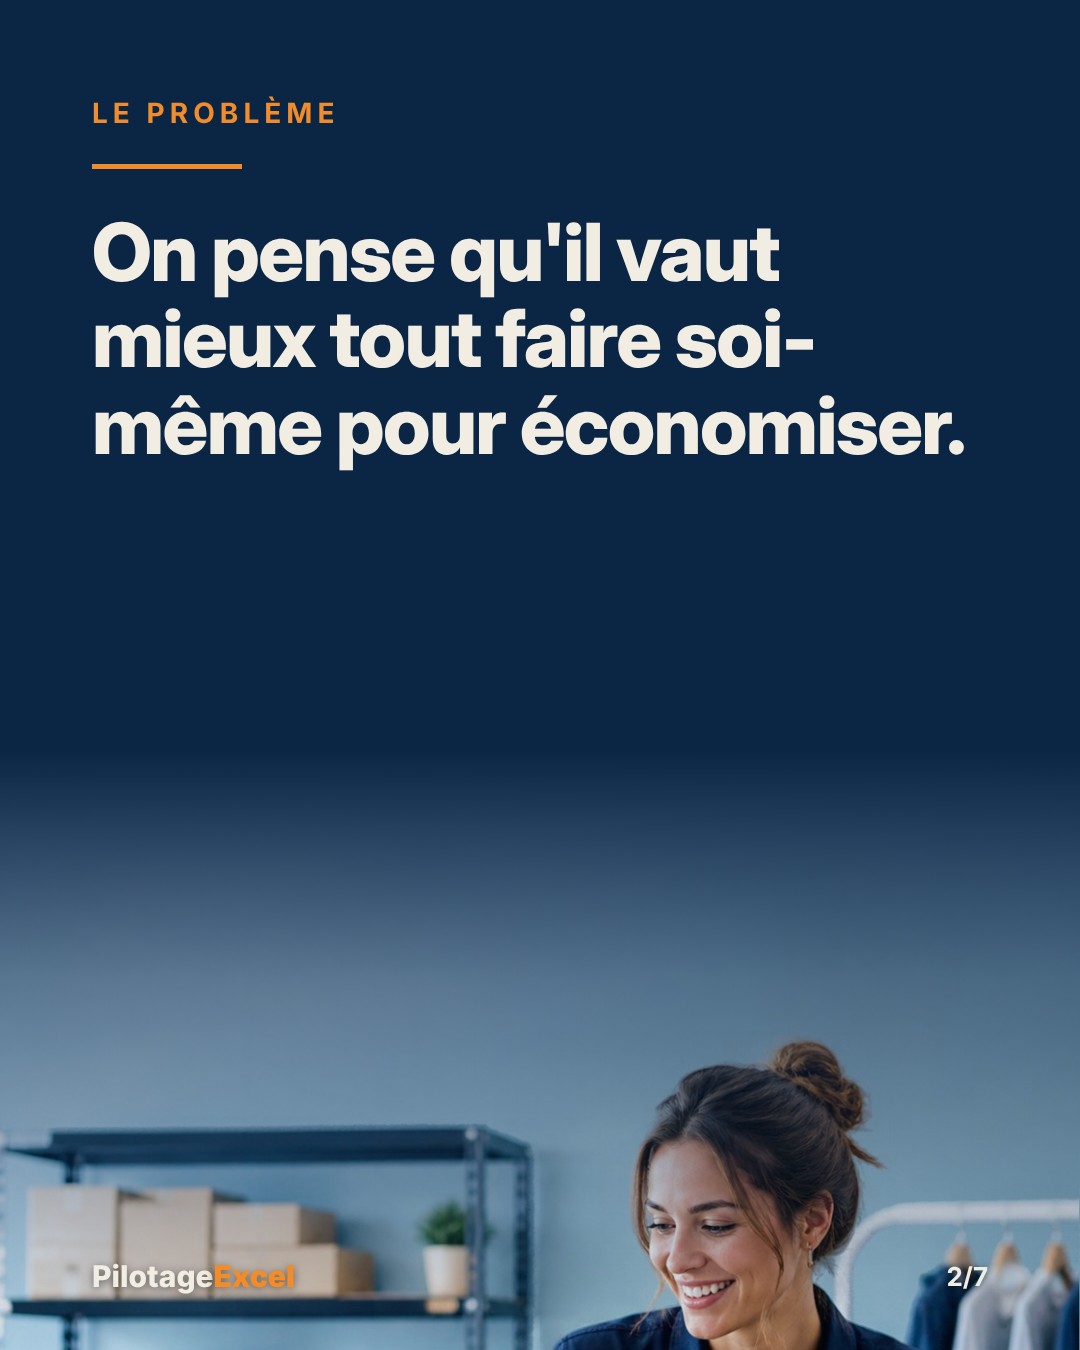 LE PROBLÈME
On pense qu'il vaut
mieux tout faire soi-
même pour économiser.
PilotageExcel
2/7